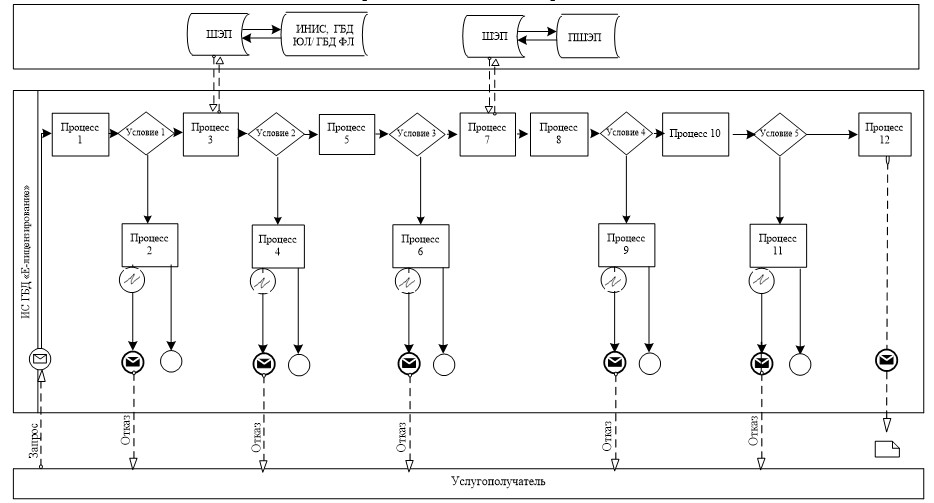 ШЭП
ИНИС, ГБД
ЮЛ/ ГБД ФЛ
ШЭП
ПШЭП
ИС ГБД «Е-лицензирование»
Процесс
1
Условие 1
Процесс
3
Условие 2
Процесс
5
Условие 3
Процесс
7
Процесс
8
Условие 4
Процесс 10
Условие 5
Процесс
12
Процесс
2
Процесс
4
Процесс
6
Процесс
9
Процесс
11
Запрос
Отказ
Отказ
Отказ
Отказ
Отказ
Услугополучатель